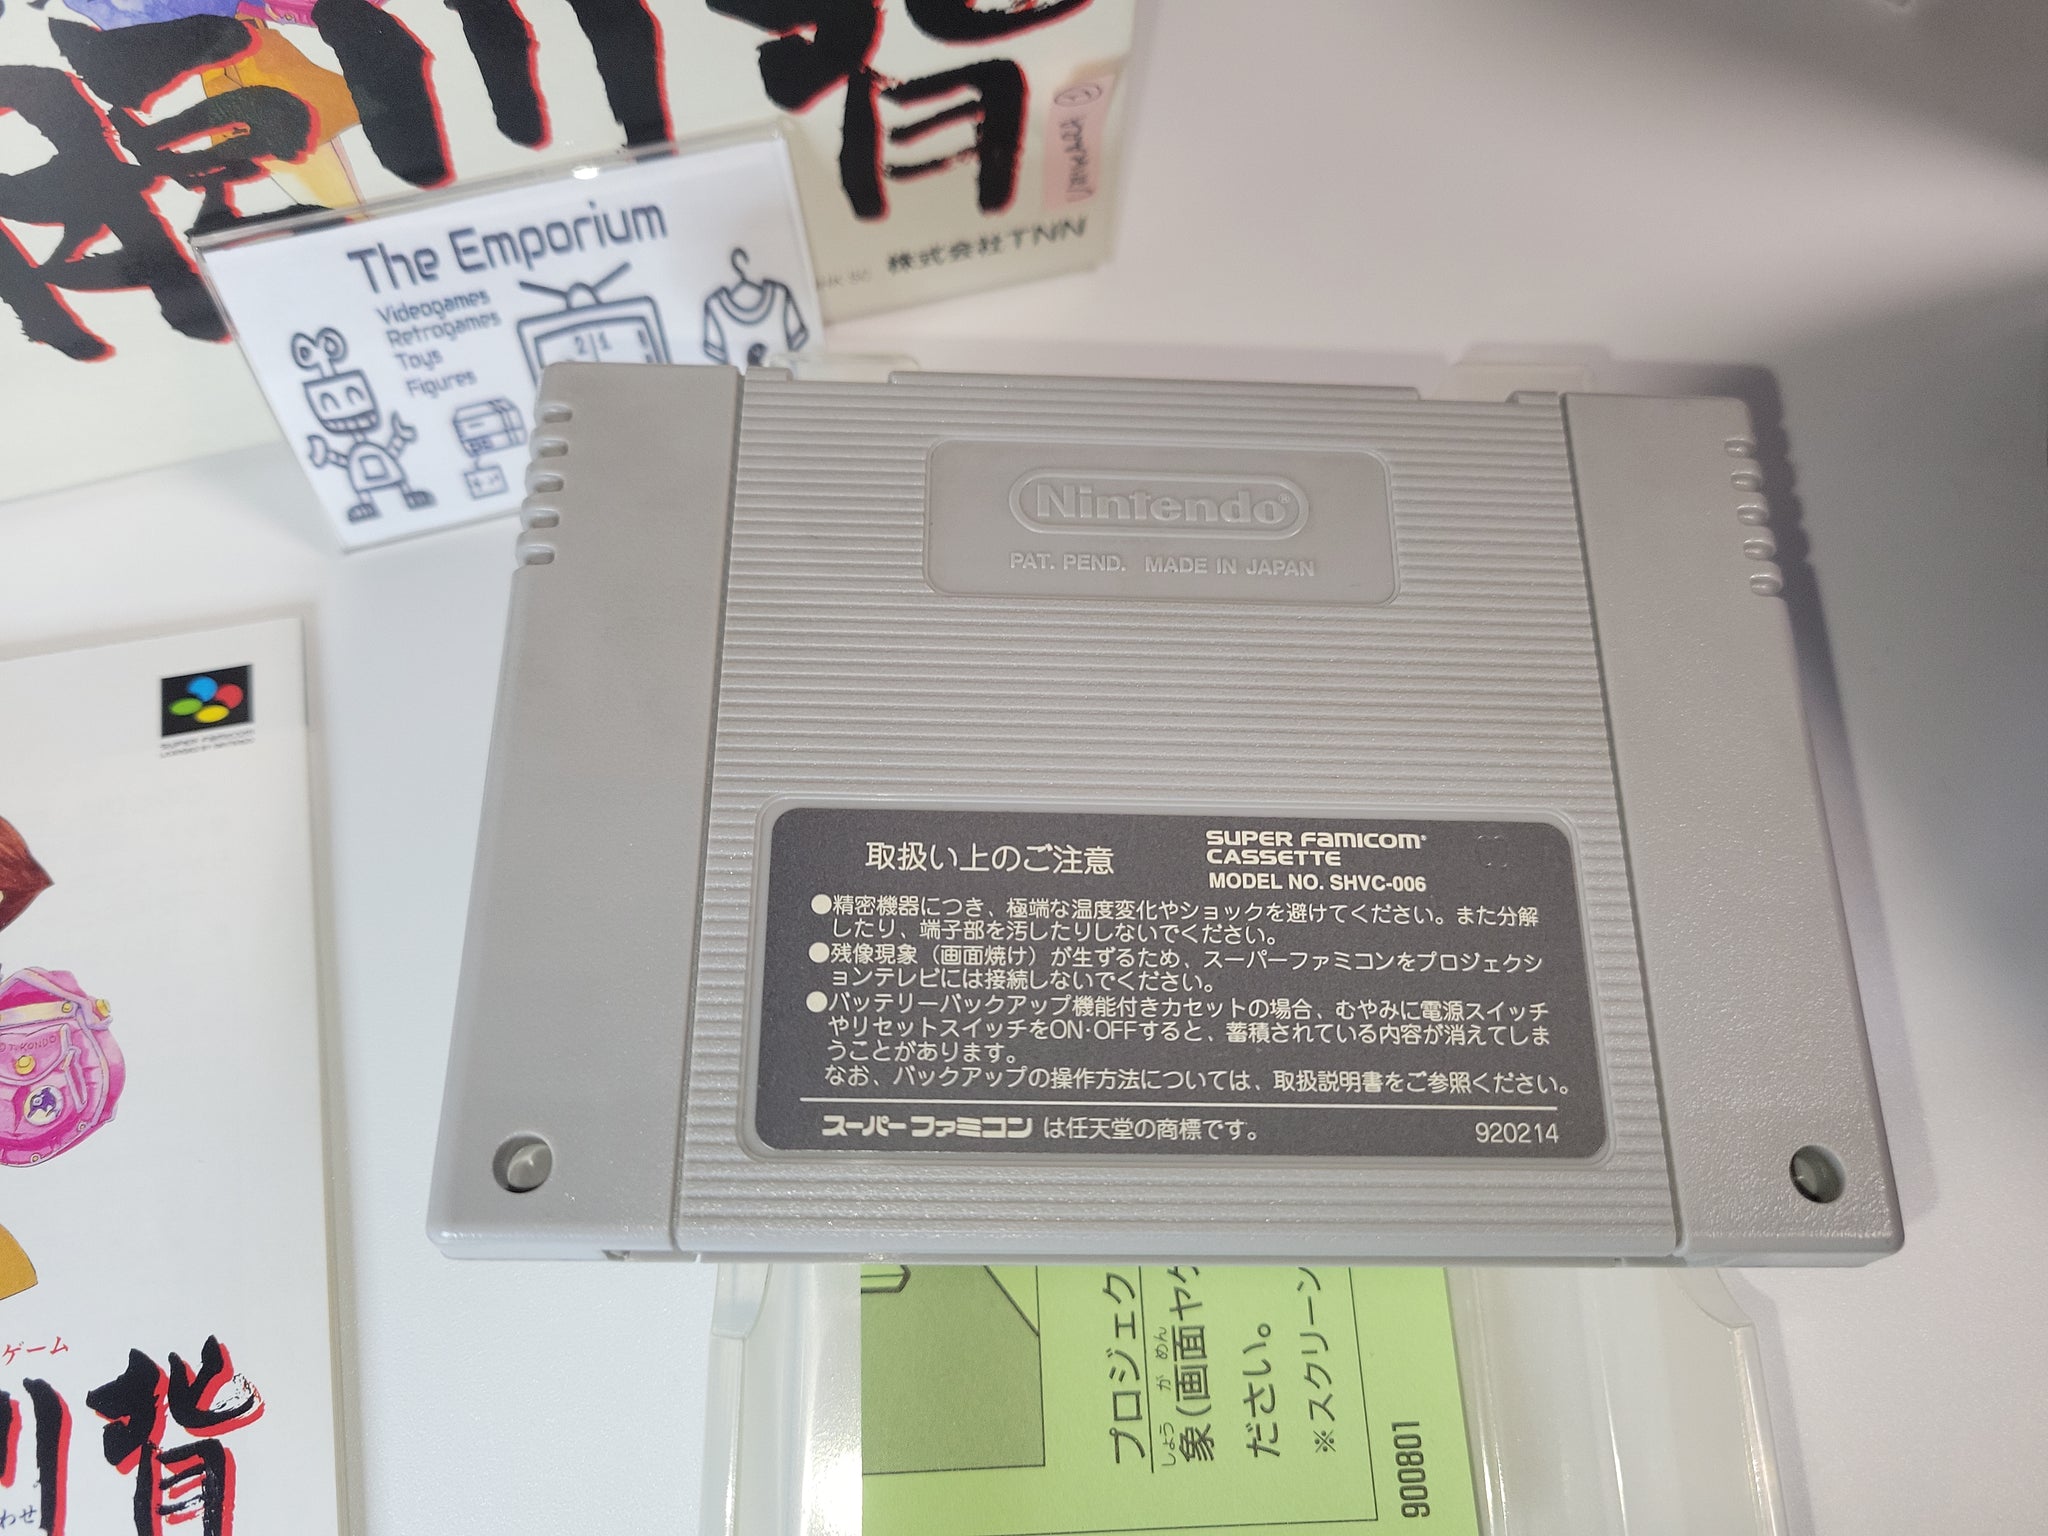 背
株式会社TNN
The Emporium
Videogames
Retrogames
Toys
Figures
Nintendo®
PAT. PEND. MADE IN JAPAN
SUPER FAMICOM
取扱い上のご注意
SUPER FAMICOM®
CASSETTE
MODEL NO. SHVC-006
●精密機器につき、極端な温度変化やショックを避けてください。また分解
したり、端子部を汚したりしないでください。
●残像現象（画面焼け）が生ずるため、スーパーファミコンをプロジェクシ
ョンテレビには接続しないでください。
●バッテリーバックアップ機能付きカセットの場合、むやみに電源スイッチ
やリセットスイッチをON·OFFすると、蓄積されている内容が消えてしま
うことがあります。
なお、バックアップの操作方法については、取扱説明書をご参照ください。
スーパーファミコン は任天堂の商標です。
920214
ゲーム
背
わせ
プロジェク
象(画面ヤケ
しょう がめん
ださい。
※スクリーン
900801